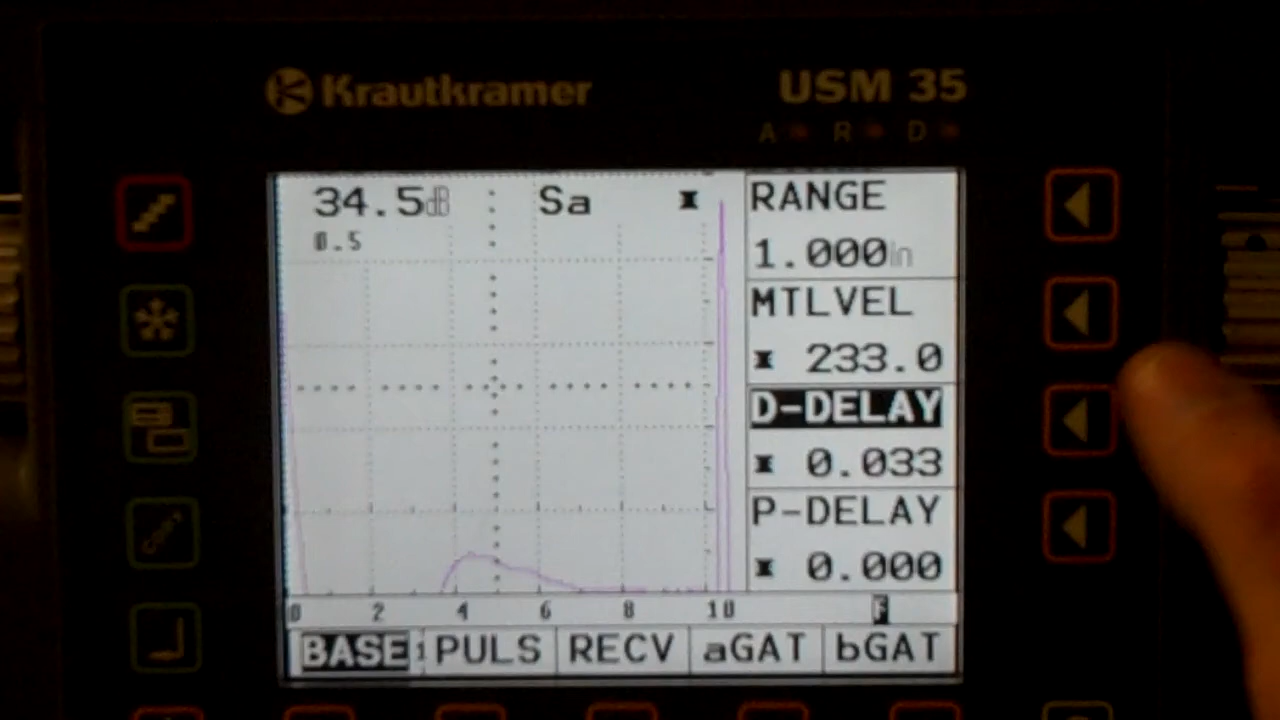 Krautkramer
USM 35
A R D
34.5dB Sa
0.5
RANGE
1.000in
MTLVEL
233.0
D-DELAY
0.033
P-DELAY
0.000
0 2 4 6 8 10 F
BASE 1 PULS RECV aGAT bGAT